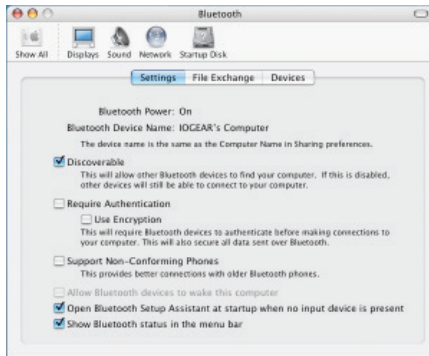 Bluetooth
Show All Displays Sound Network Startup Disk
Settings File Exchange Devices
Bluetooth Power: On
Bluetooth Device Name: IOGEAR's Computer
The device name is the same as the Computer Name in Sharing preferences.
Discoverable
This will allow other Bluetooth devices to find your computer. If this is disabled,
other devices will still be able to connect to your computer.
Require Authentication
Use Encryption
This will require Bluetooth devices to authenticate before making connections to
your computer. This will also secure all data sent over Bluetooth.
Support Non-Conforming Phones
This provides better connections with older Bluetooth phones.
Allow Bluetooth devices to wake this computer
Open Bluetooth Setup Assistant at startup when no input device is present
Show Bluetooth status in the menu bar